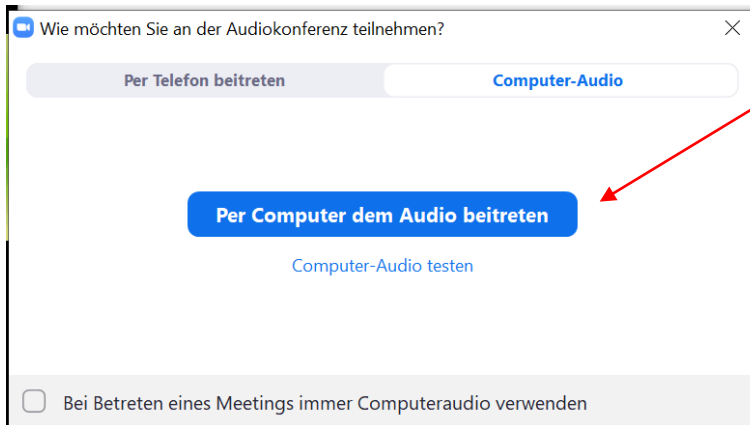 Wie möchten Sie an der Audiokonferenz teilnehmen?
Per Telefon beitreten
Computer-Audio
Per Computer dem Audio beitreten
Computer-Audio testen
Bei Betreten eines Meetings immer Computeraudio verwenden